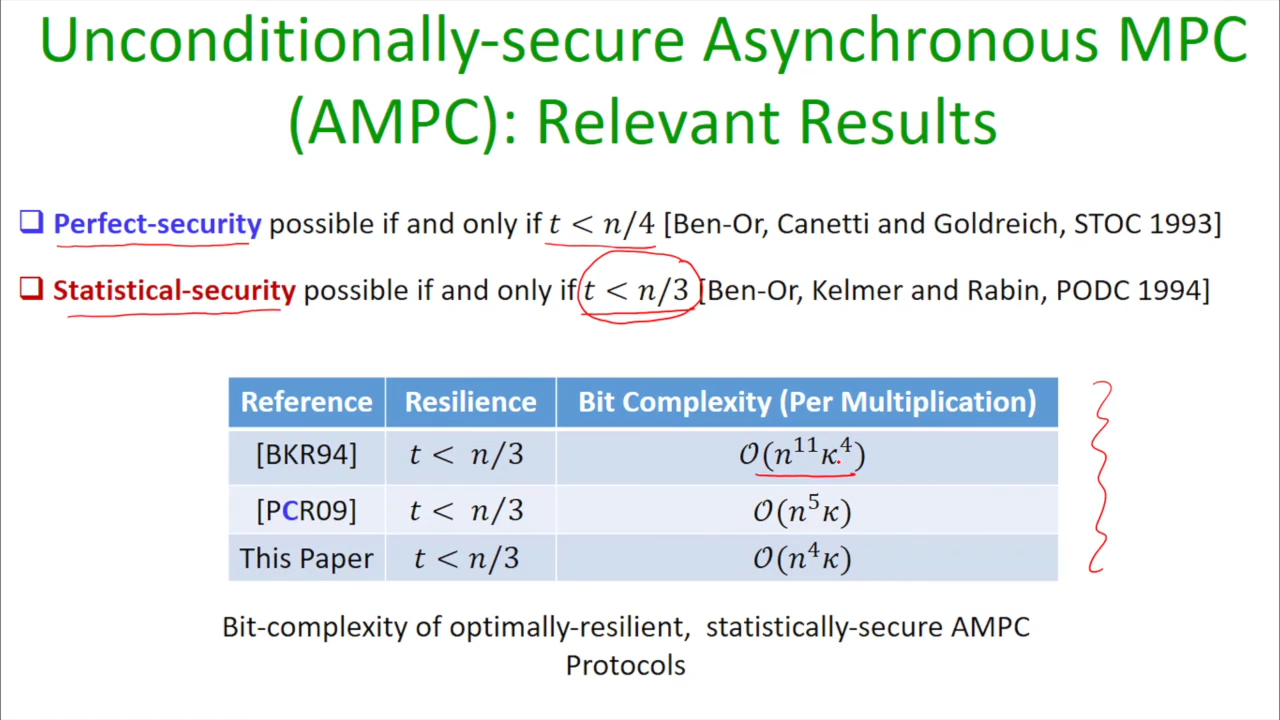 Unconditionally-secure Asynchronous MPC
(AMPC): Relevant Results
❑ Perfect-security possible if and only if t < n/4 [Ben-Or, Canetti and Goldreich, STOC 1993]
❑ Statistical-security possible if and only if t < n/3 [Ben-Or, Kelmer and Rabin, PODC 1994]
Reference Resilience Bit Complexity (Per Multiplication)
[BKR94] t < n/3 𝒪(n¹¹κ⁴)
[PCR09] t < n/3 𝒪(n⁵κ)
This Paper t < n/3 𝒪(n⁴κ)
Bit-complexity of optimally-resilient, statistically-secure AMPC
Protocols